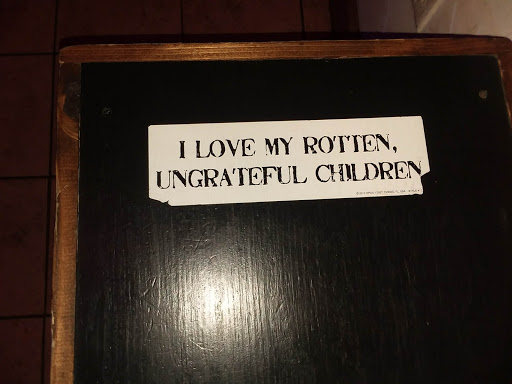 I LOVE MY ROTTEN,
UNGRATEFUL CHILDREN